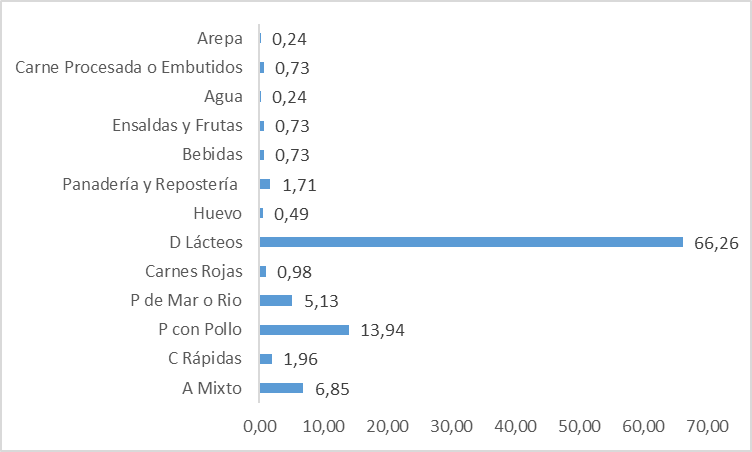 Arepa 0,24
Carne Procesada o Embutidos 0,73
Agua 0,24
Ensaldas y Frutas 0,73
Bebidas 0,73
Panadería y Repostería 1,71
Huevo 0,49
D Lácteos 66,26
Carnes Rojas 0,98
P de Mar o Rio 5,13
P con Pollo 13,94
C Rápidas 1,96
A Mixto 6,85
0,00 10,00 20,00 30,00 40,00 50,00 60,00 70,00